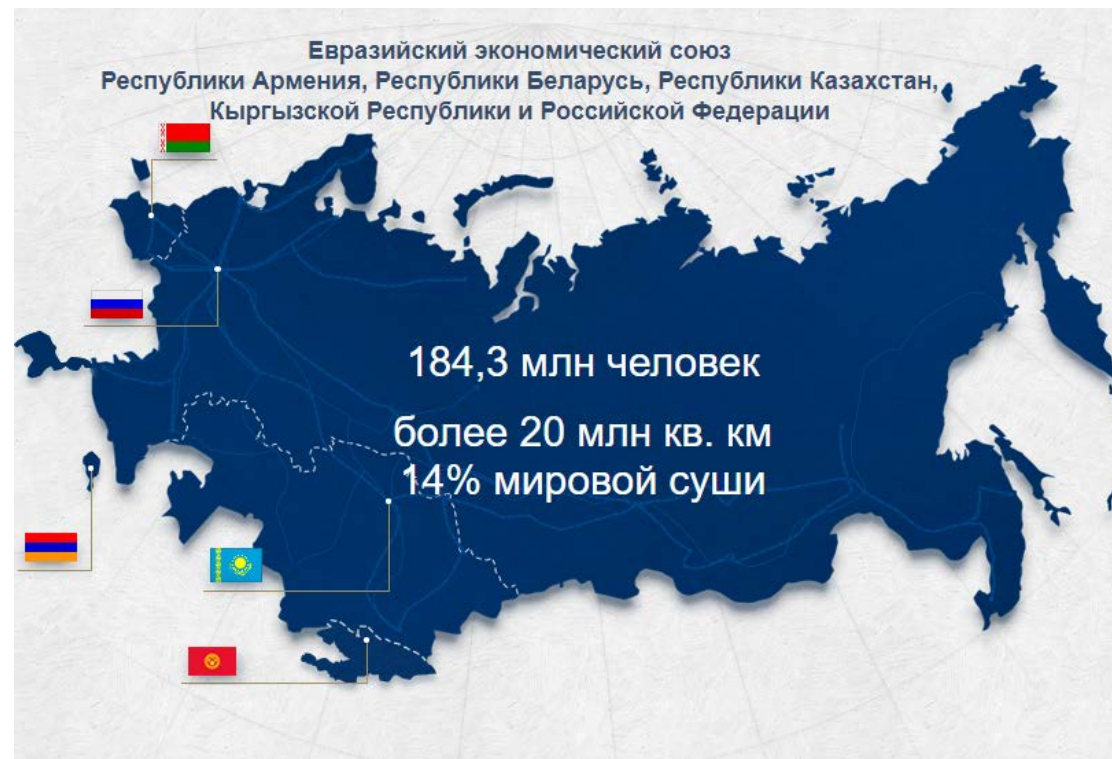 Евразийский экономический союз
Республики Армения, Республики Беларусь, Республики Казахстан,
Кыргызской Республики и Российской Федерации
184,3 млн человек
более 20 млн кв. км
14% мировой суши